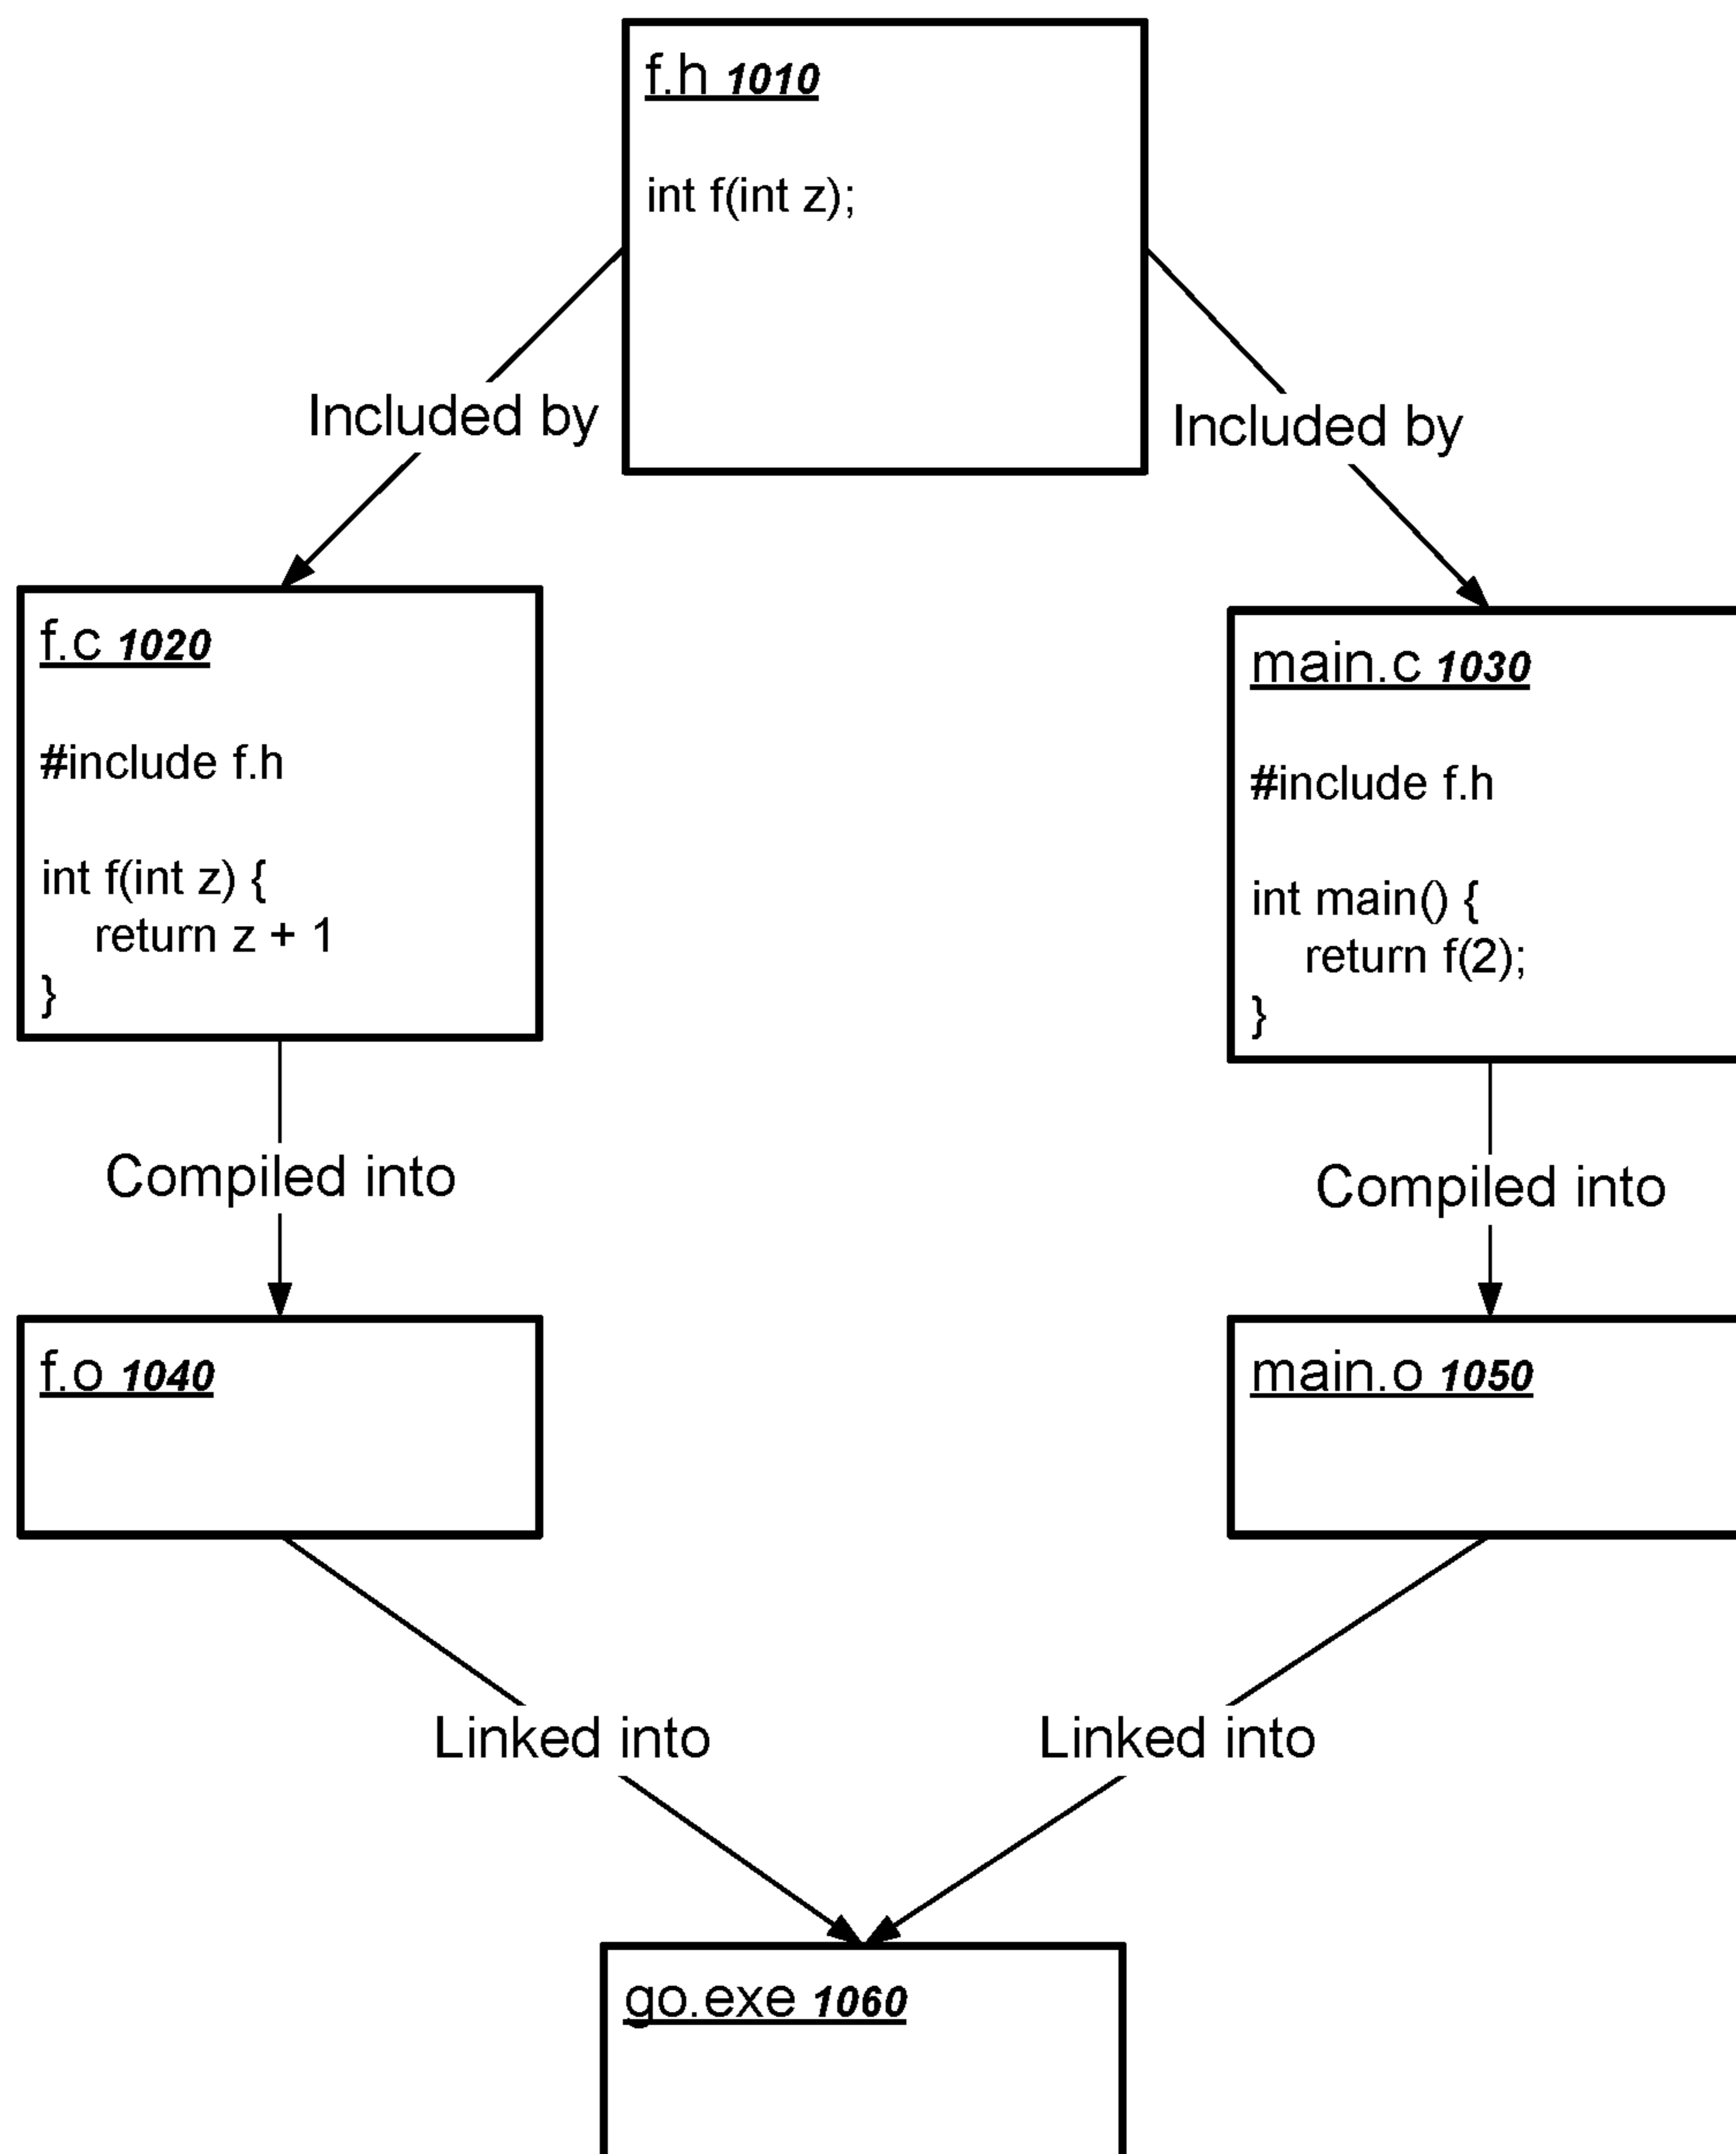 f.h 1010
int f(int z);
Included by
Included by
f.c 1020
#include f.h
int f(int z) {
return z + 1
}
main.c 1030
#include f.h
int main() {
return f(2);
}
Compiled into
Compiled into
f.o 1040
main.o 1050
Linked into
Linked into
go.exe 1060